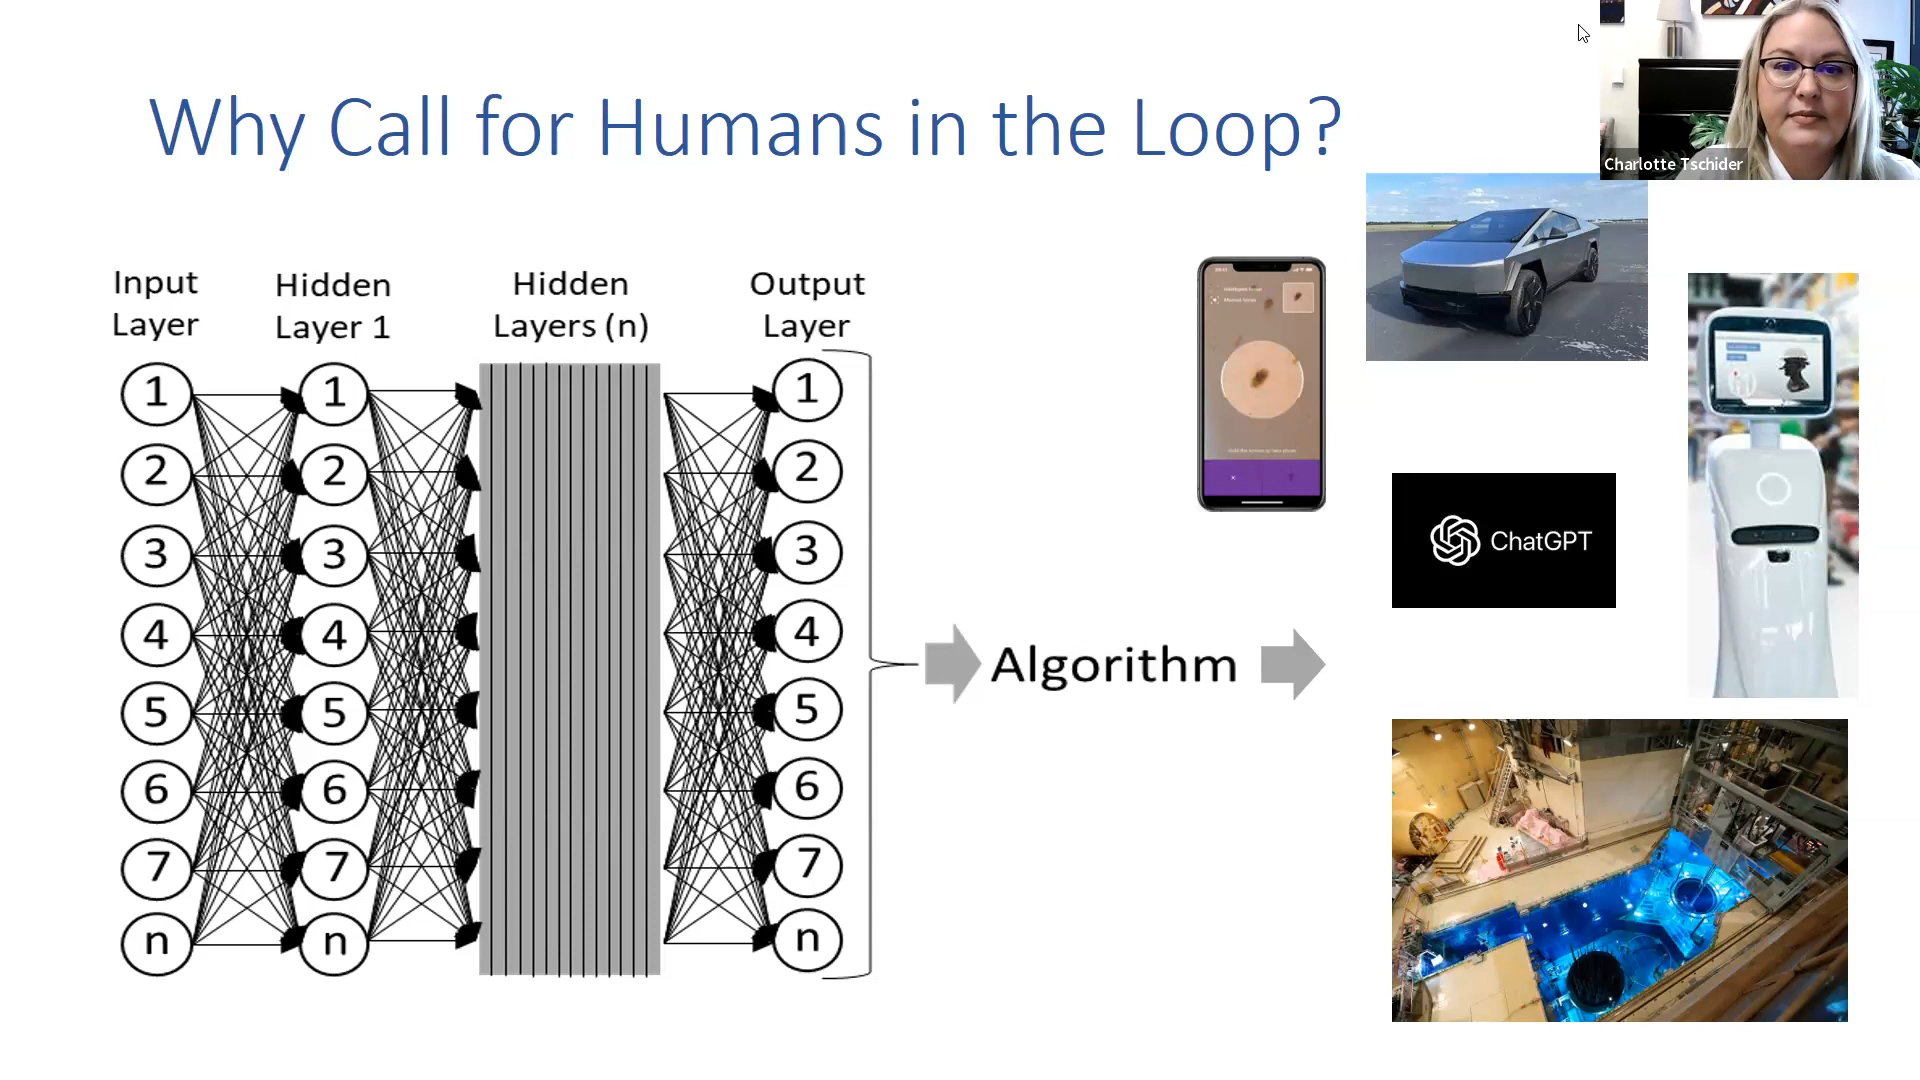 Why Call for Humans in the Loop?
Charlotte Tschider
Input
Layer
Hidden
Layer 1
Hidden
Layers (n)
Output
Layer
1 1 1
2 2 2
3 3 3
4 4 4
5 5 5
6 6 6
7 7 7
n n n
Algorithm
ChatGPT